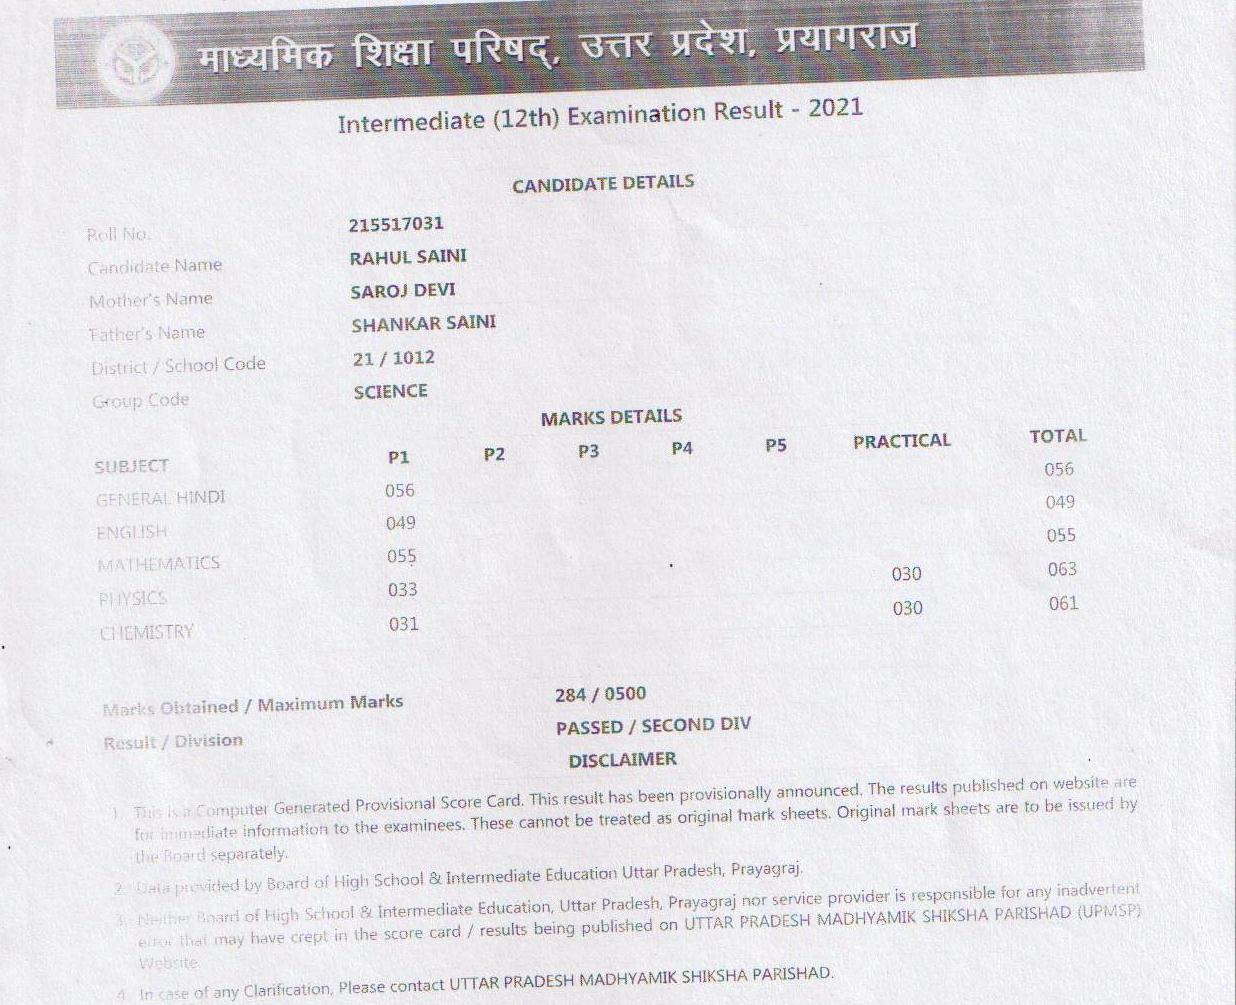 माध्यमिक शिक्षा परिषद्, उत्तर प्रदेश, प्रयागराज
Intermediate (12th) Examination Result - 2021
CANDIDATE DETAILS
Roll No. 215517031
Candidate Name RAHUL SAINI
Mother's Name SAROJ DEVI
Father's Name SHANKAR SAINI
District / School Code 21 / 1012
Group Code SCIENCE
MARKS DETAILS
SUBJECT P1 P2 P3 P4 P5 PRACTICAL TOTAL
GENERAL HINDI 056 056
ENGLISH 049 049
MATHEMATICS 055 055
PHYSICS 033 030 063
CHEMISTRY 031 030 061
Marks Obtained / Maximum Marks 284 / 0500
Result / Division PASSED / SECOND DIV
DISCLAIMER
1. This is a Computer Generated Provisional Score Card. This result has been provisionally announced. The results published on website are
for immediate information to the examinees. These cannot be treated as original mark sheets. Original mark sheets are to be issued by
the Board separately.
2. Data provided by Board of High School & Intermediate Education Uttar Pradesh, Prayagraj.
3. Neither Board of High School & Intermediate Education, Uttar Pradesh, Prayagraj nor service provider is responsible for any inadvertent
error that may have crept in the score card / results being published on UTTAR PRADESH MADHYAMIK SHIKSHA PARISHAD (UPMSP)
Website.
4. In case of any Clarification, Please contact UTTAR PRADESH MADHYAMIK SHIKSHA PARISHAD.